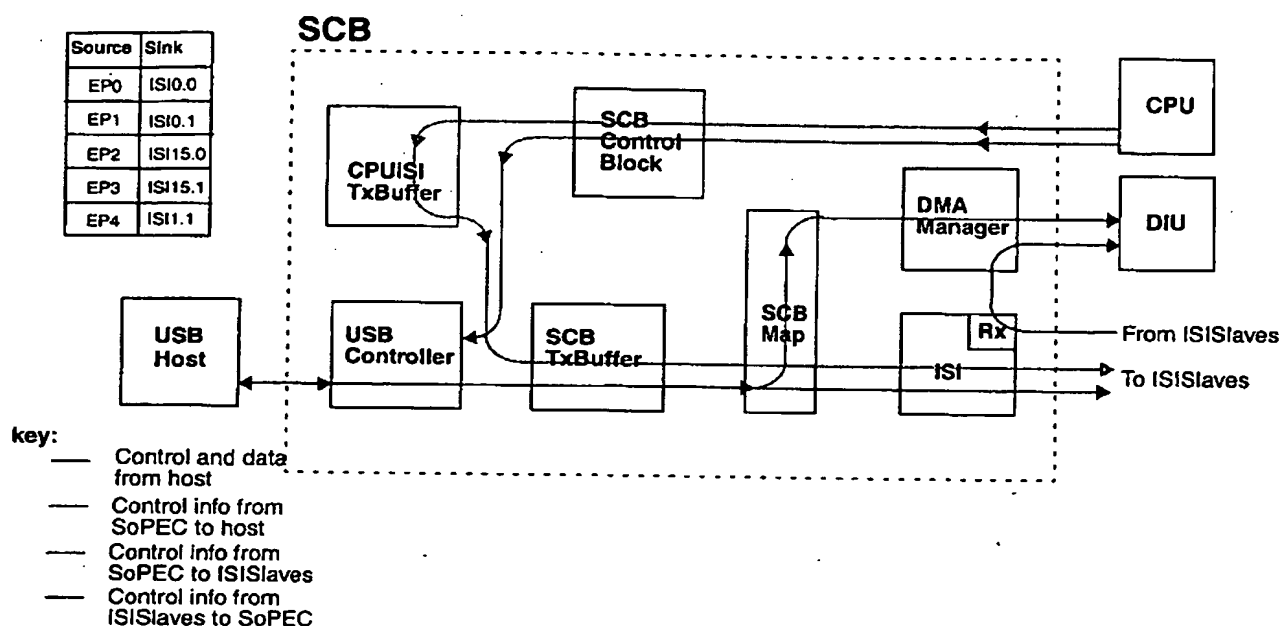 SCB
Source Sink
EP0 ISI0.0
EP1 ISI0.1
EP2 ISI15.0
EP3 ISI15.1
EP4 ISI1.1
CPUISI
TxBuffer
SCB
Control
Block
CPU
DMA
Manager
DIU
USB
Host
USB
Controller
SCB
TxBuffer
SCB
Map
Rx
ISI
From ISISlaves
To ISISlaves
key:
Control and data
from host
Control info from
SoPEC to host
Control info from
SoPEC to ISISlaves
Control info from
ISISlaves to SoPEC